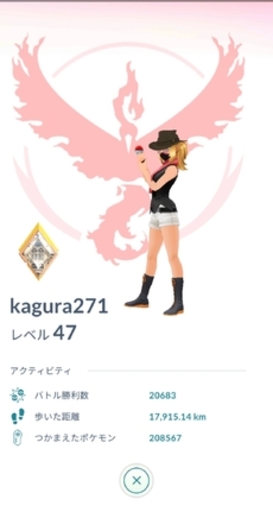 kagura271
レベル 47
アクティビティ
バトル勝利数 20683
歩いた距離 17,915.14 km
つかまえたポケモン 208567